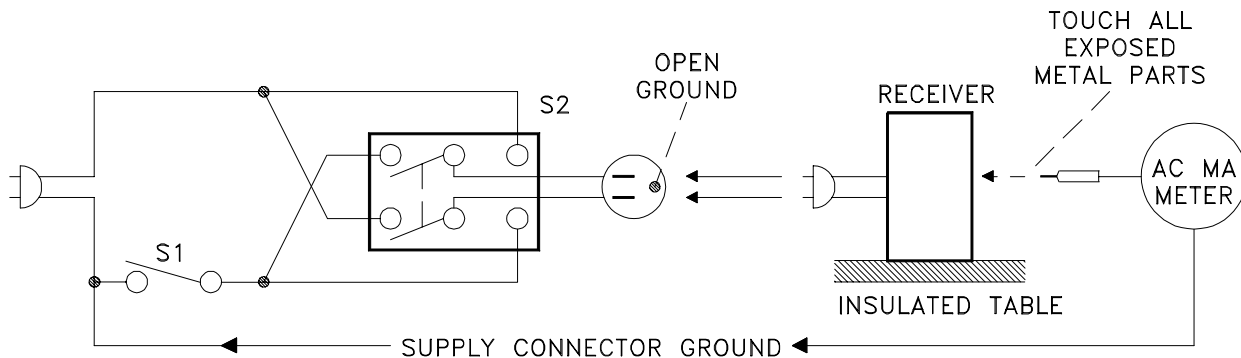 TOUCH ALL
EXPOSED
METAL PARTS
OPEN
GROUND
S2
RECEIVER
AC MA
METER
S1
INSULATED TABLE
SUPPLY CONNECTOR GROUND